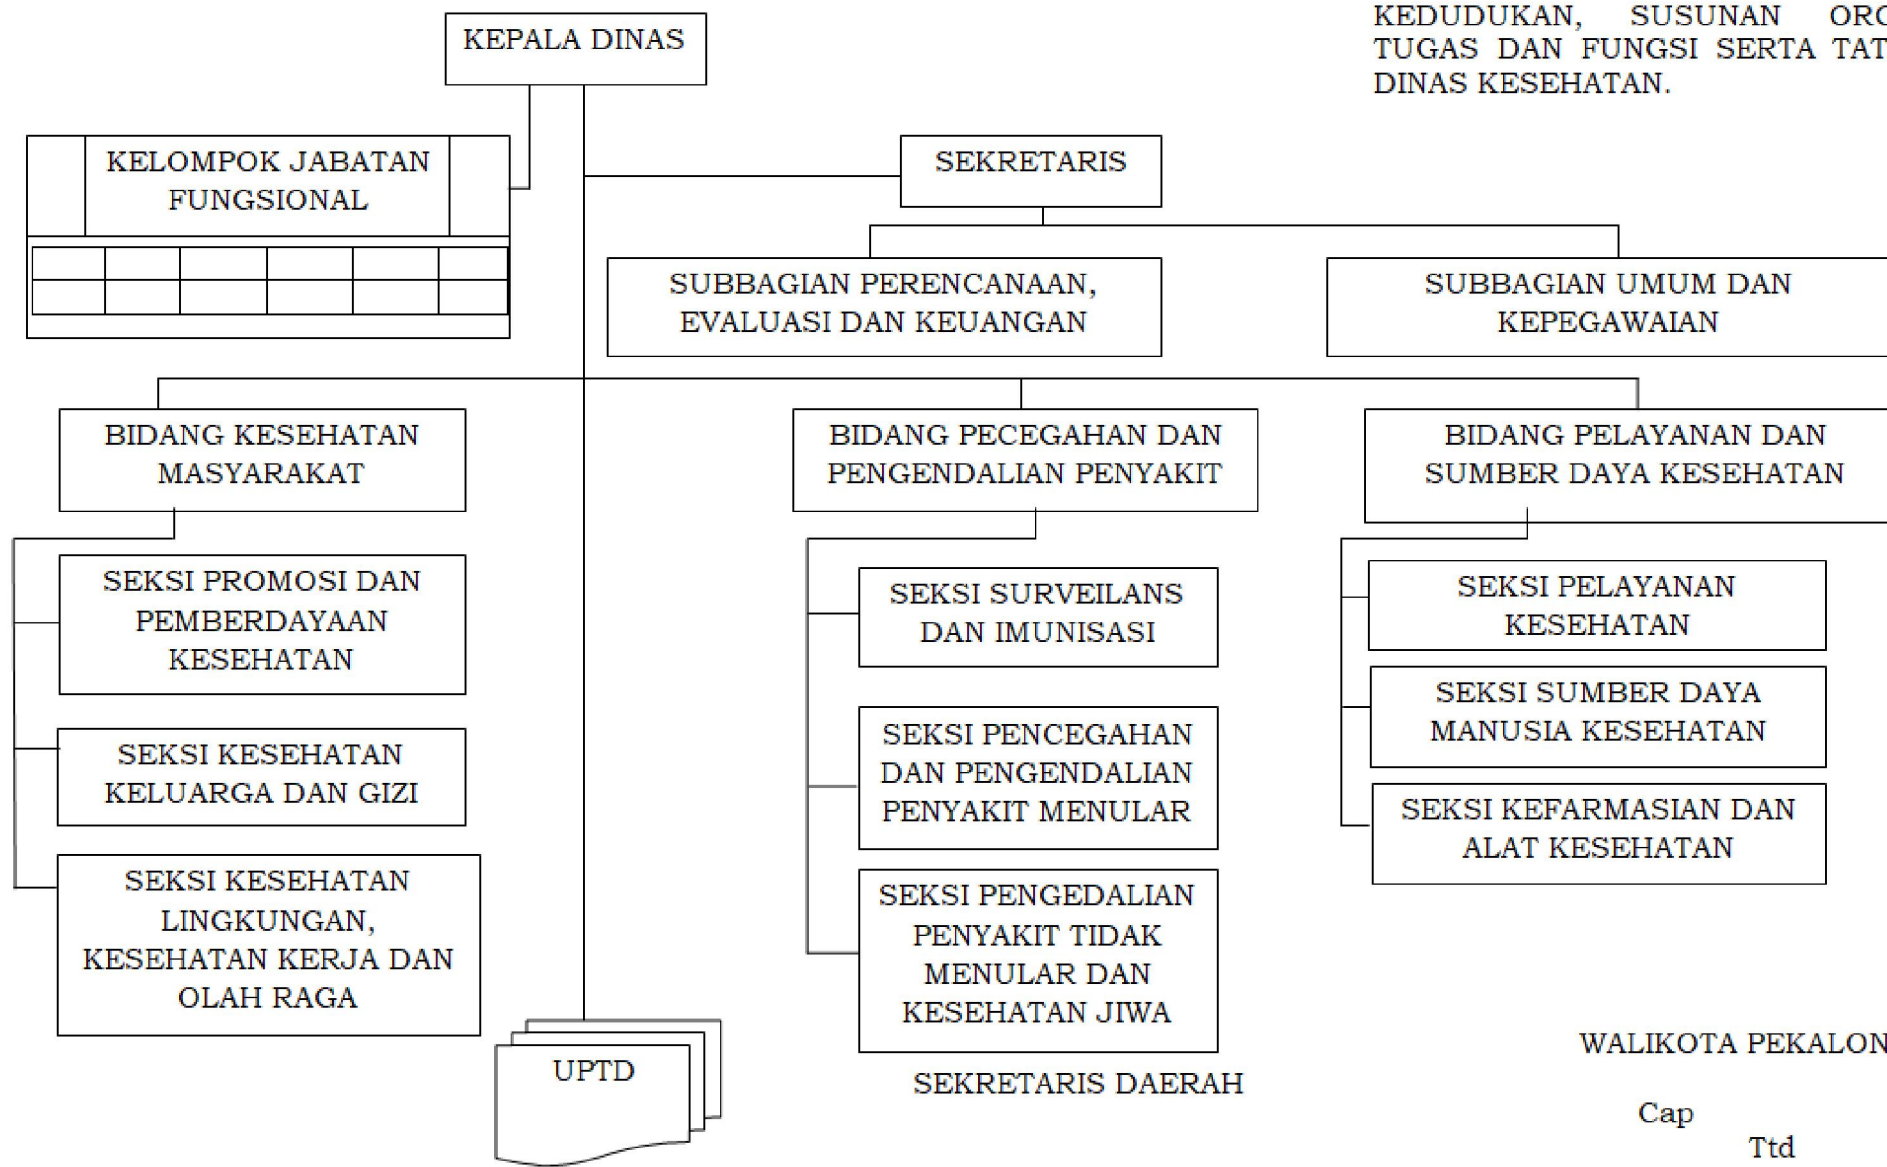 KEDUDUKAN, SUSUNAN
TUGAS DAN FUNGSI SERTA
DINAS KESEHATAN.
KEPALA DINAS
KELOMPOK JABATAN
FUNGSIONAL
SEKRETARIS
SUBBAGIAN PERENCANAAN,
EVALUASI DAN KEUANGAN
SUBBAGIAN UMUM DAN
KEPEGAWAIAN
BIDANG KESEHATAN
MASYARAKAT
BIDANG PECEGAHAN DAN
PENGENDALIAN PENYAKIT
BIDANG PELAYANAN DAN
SUMBER DAYA KESEHATAN
SEKSI PROMOSI DAN
PEMBERDAYAAN
KESEHATAN
SEKSI KESEHATAN
KELUARGA DAN GIZI
SEKSI KESEHATAN
LINGKUNGAN,
KESEHATAN KERJA DAN
OLAH RAGA
SEKSI SURVEILANS
DAN IMUNISASI
SEKSI PENCEGAHAN
DAN PENGENDALIAN
PENYAKIT MENULAR
SEKSI PENGEDALIAN
PENYAKIT TIDAK
MENULAR DAN
KESEHATAN JIWA
SEKSI PELAYANAN
KESEHATAN
SEKSI SUMBER DAYA
MANUSIA KESEHATAN
SEKSI KEFARMASIAN DAN
ALAT KESEHATAN
UPTD
SEKRETARIS DAERAH
WALIKOTA
Cap
Ttd